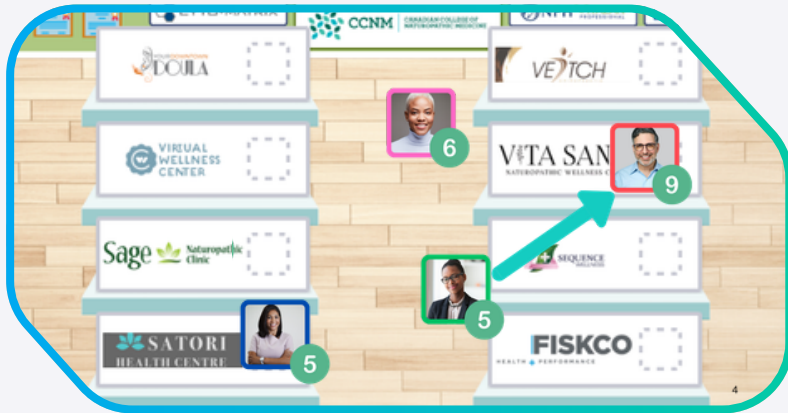 CCNM
CANADIAN COLLEGE OF
NATUROPATHIC MEDICINE
PROFESSIONAL
DOULA
VEITCH
VIRTUAL
WELLNESS
CENTER
VITA SAN
NATUROPATHIC WELLNESS C
Sage
Naturopathic
Clinic
SEQUENCE
WELLNESS
SATORI
HEALTH CENTRE
FISKCO
HEALTH + PERFORMANCE
6
9
5
5
4